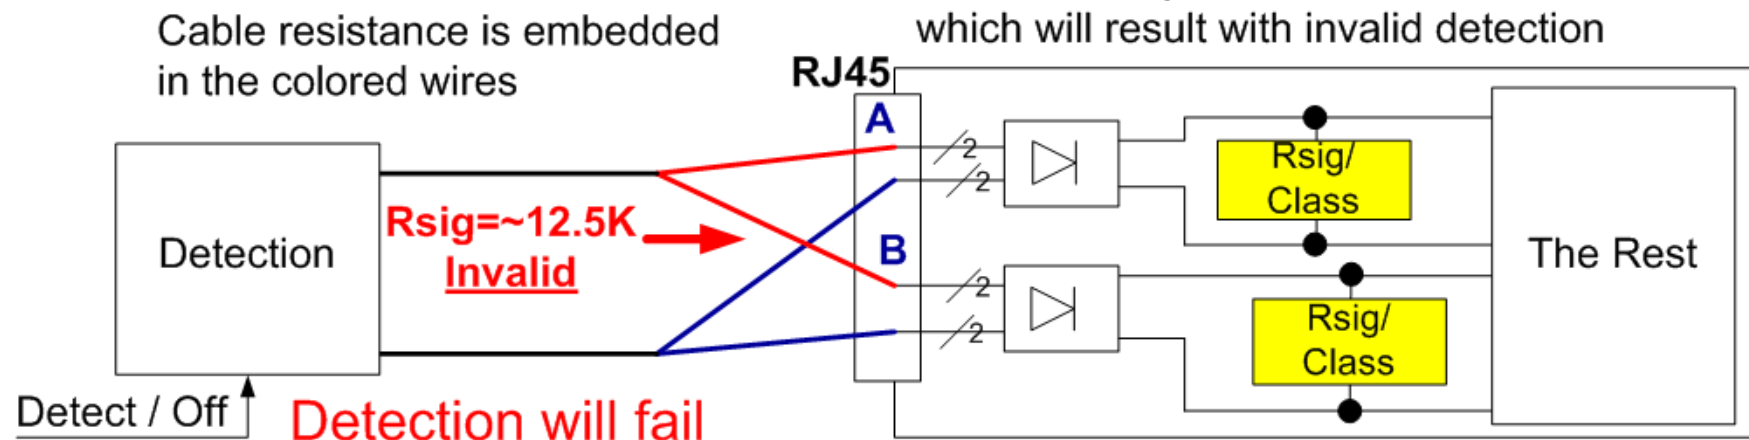 Cable resistance is embedded
in the colored wires
which will result with invalid detection
RJ45
A
2
2
Rsig/
Class
Rsig=~12.5K
Invalid
Detection
B
The Rest
2
2
Rsig/
Class
Detect / Off
Detection will fail